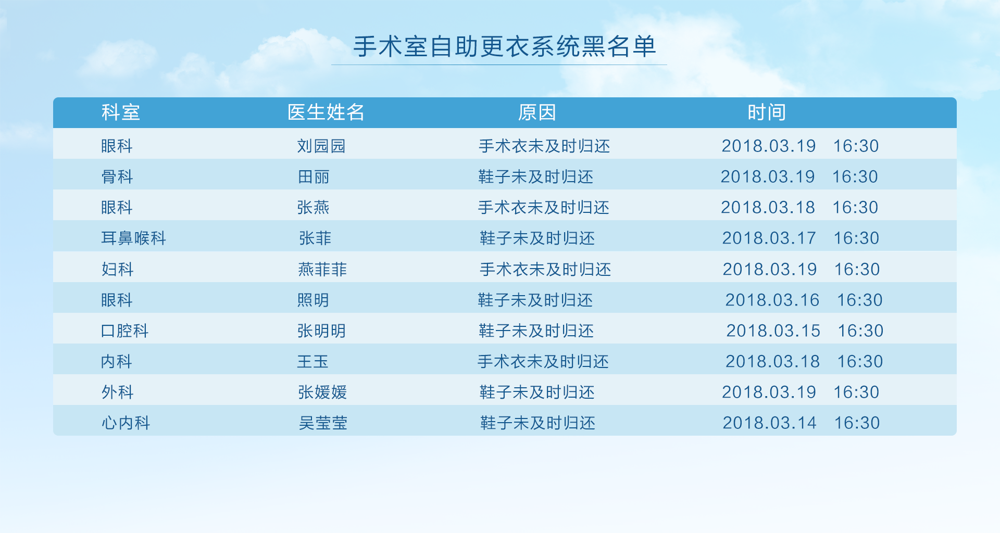 手术室自助更衣系统黑名单
科室 医生姓名 原因 时间
眼科 刘园园 手术衣未及时归还 2018.03.19 16:30
骨科 田丽 鞋子未及时归还 2018.03.19 16:30
眼科 张燕 手术衣未及时归还 2018.03.18 16:30
耳鼻喉科 张菲 鞋子未及时归还 2018.03.17 16:30
妇科 燕菲菲 手术衣未及时归还 2018.03.19 16:30
眼科 照明 鞋子未及时归还 2018.03.16 16:30
口腔科 张明明 鞋子未及时归还 2018.03.15 16:30
内科 王玉 手术衣未及时归还 2018.03.18 16:30
外科 张媛媛 鞋子未及时归还 2018.03.19 16:30
心内科 吴莹莹 鞋子未及时归还 2018.03.14 16:30